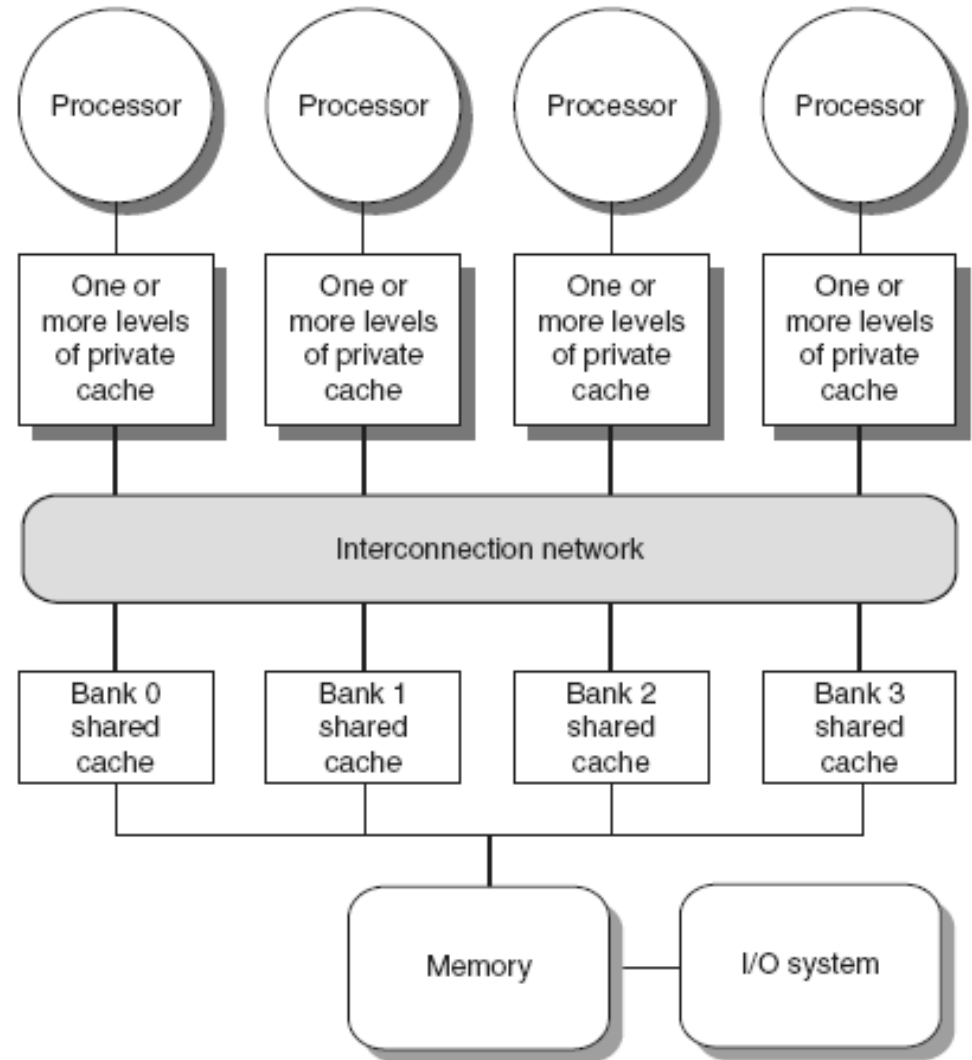 Processor
Processor
Processor
Processor
One or
more levels
of private
cache
One or
more levels
of private
cache
One or
more levels
of private
cache
One or
more levels
of private
cache
Interconnection network
Bank 0
shared
cache
Bank 1
shared
cache
Bank 2
shared
cache
Bank 3
shared
cache
Memory
I/O system